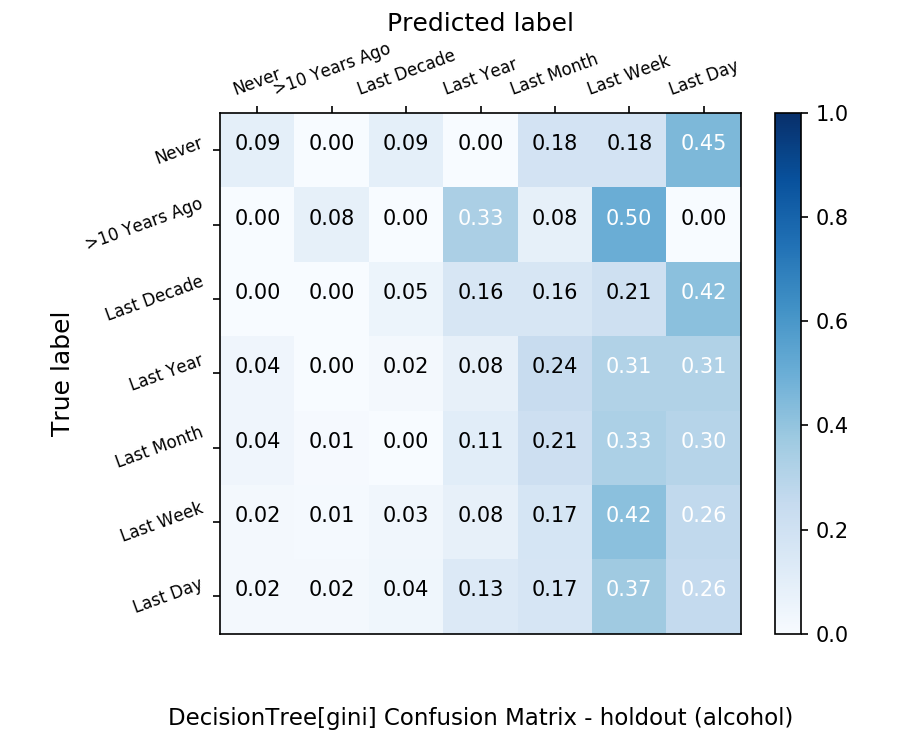 Predicted label
Never >10 Years Ago Last Decade Last Year Last Month Last Week Last Day
True label
Never 0.09 0.00 0.09 0.00 0.18 0.18 0.45
>10 Years Ago 0.00 0.08 0.00 0.33 0.08 0.50 0.00
Last Decade 0.00 0.00 0.05 0.16 0.16 0.21 0.42
Last Year 0.04 0.00 0.02 0.08 0.24 0.31 0.31
Last Month 0.04 0.01 0.00 0.11 0.21 0.33 0.30
Last Week 0.02 0.01 0.03 0.08 0.17 0.42 0.26
Last Day 0.02 0.02 0.04 0.13 0.17 0.37 0.26
1.0
0.8
0.6
0.4
0.2
0.0
DecisionTree[gini] Confusion Matrix - holdout (alcohol)